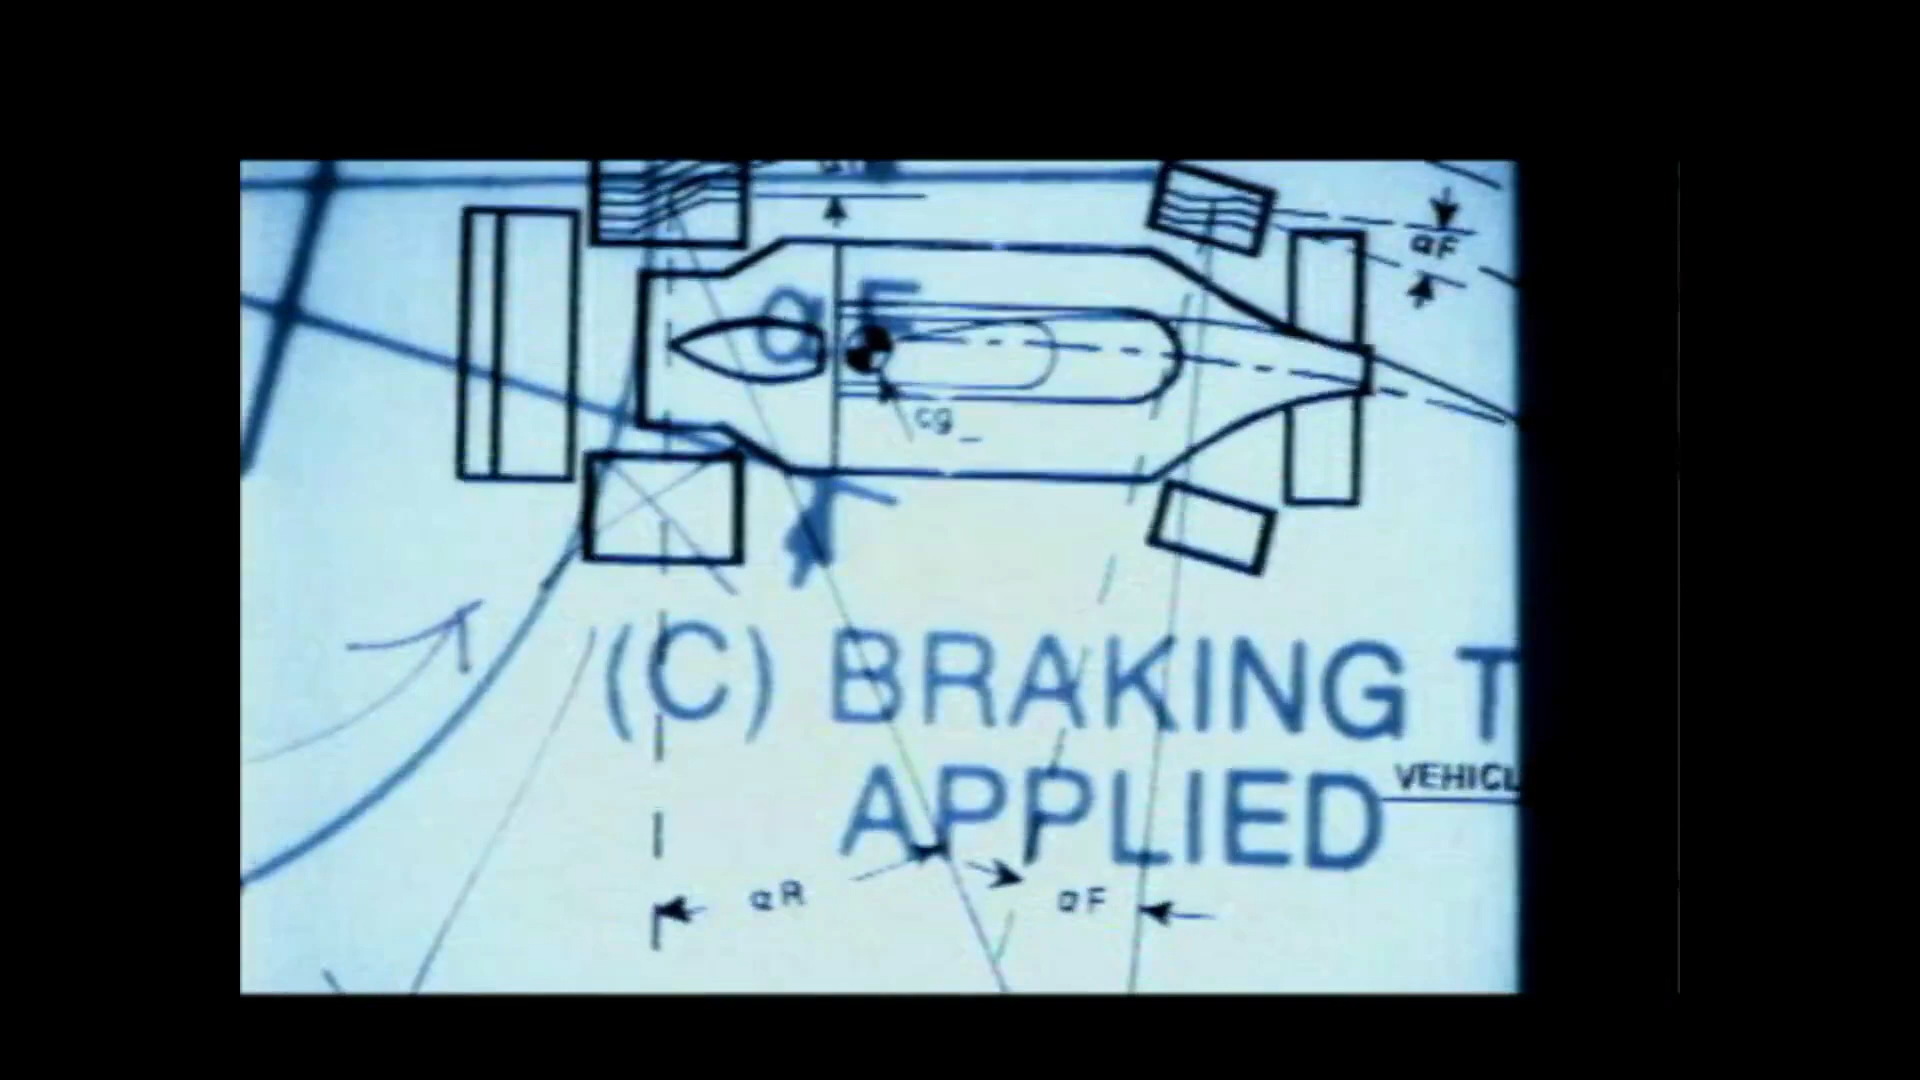 αF
αF
cg
(C) BRAKING T
APPLIED
VEHICL
αR
αF